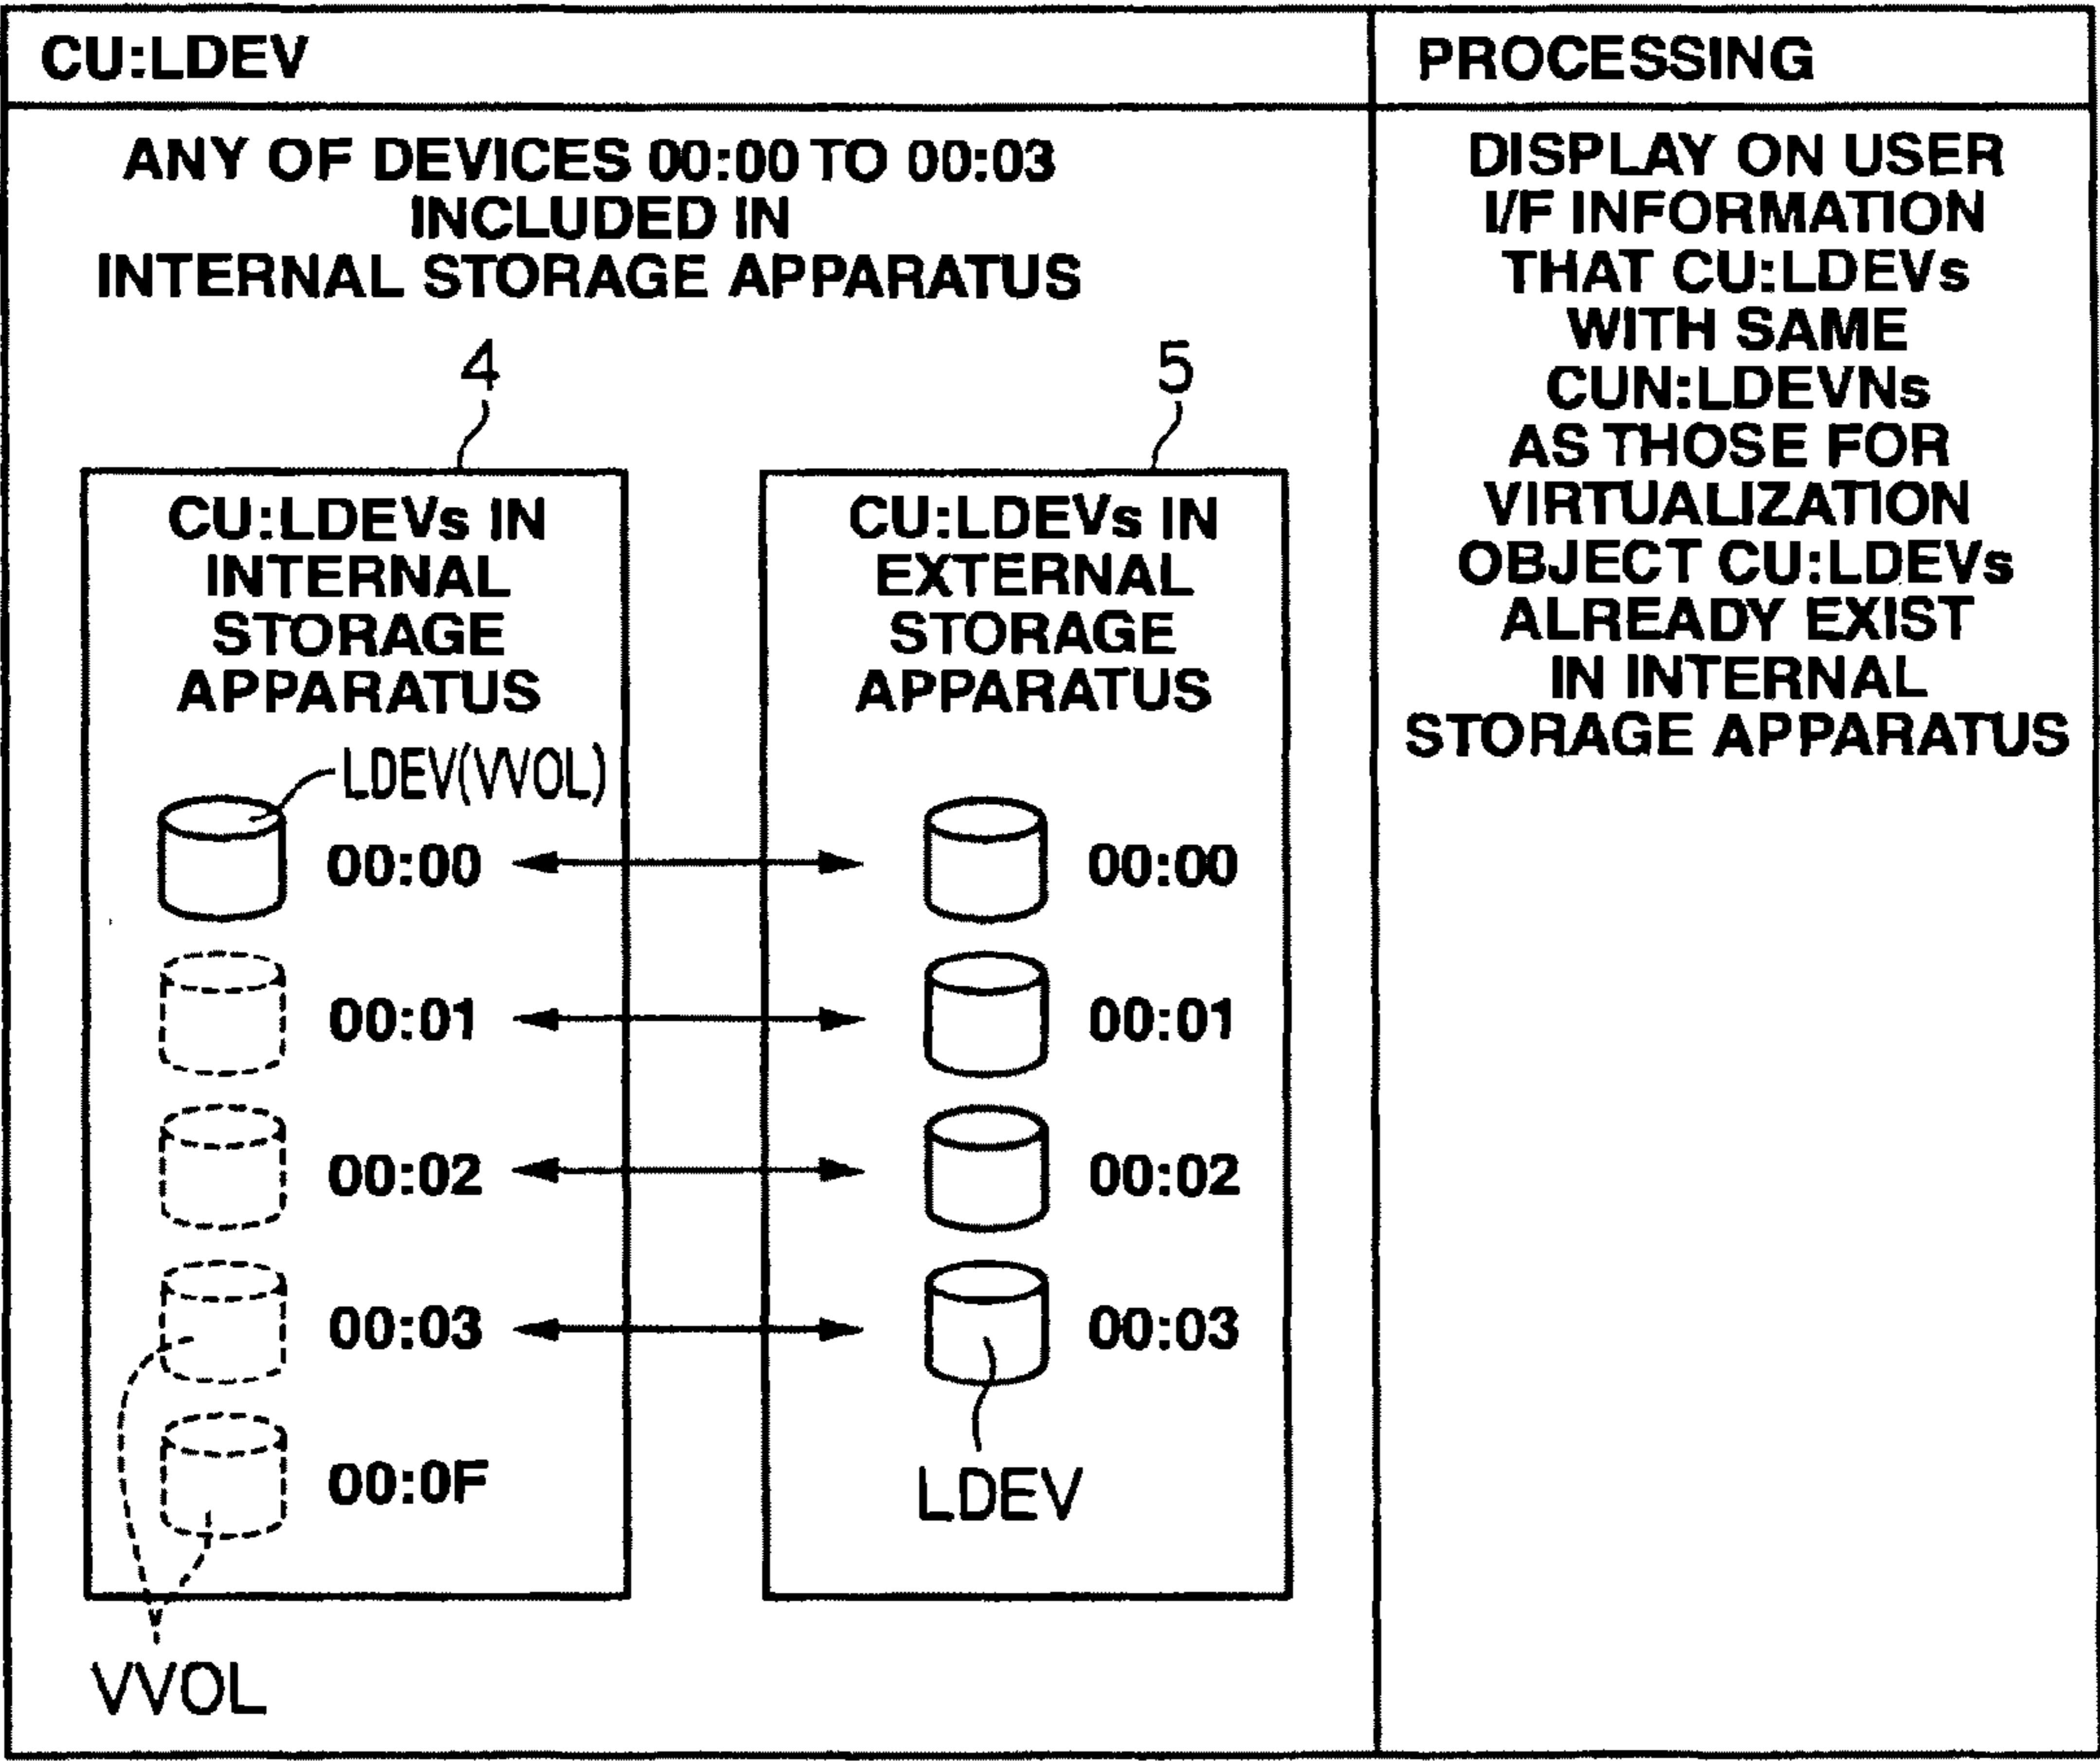 CU:LDEV
PROCESSING
ANY OF DEVICES 00:00 TO 00:03
INCLUDED IN
INTERNAL STORAGE APPARATUS
4
5
CU:LDEVs IN
INTERNAL
STORAGE
APPARATUS
LDEV(VVOL)
00:00
00:01
00:02
00:03
00:0F
VVOL
CU:LDEVs IN
EXTERNAL
STORAGE
APPARATUS
00:00
00:01
00:02
00:03
LDEV
DISPLAY ON USER
I/F INFORMATION
THAT CU:LDEVs
WITH SAME
CUN:LDEVNs
AS THOSE FOR
VIRTUALIZATION
OBJECT CU:LDEVs
ALREADY EXIST
IN INTERNAL
STORAGE APPARATUS